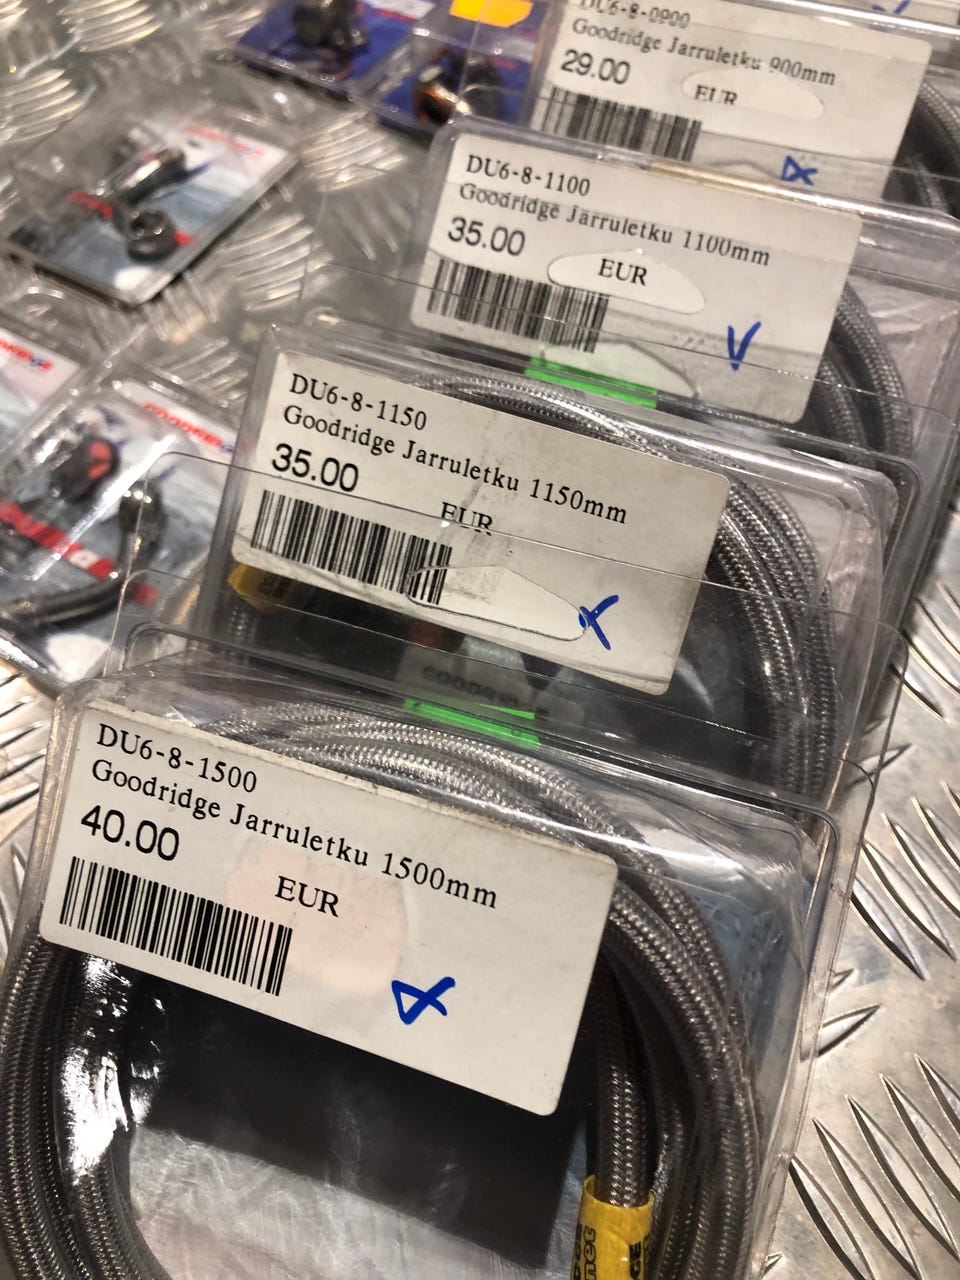 DU6-8-0900
Goodridge Jarruletku 900mm
29.00
EUR
DU6-8-1100
Goodridge Jarruletku 1100mm
35.00
EUR
DU6-8-1150
Goodridge Jarruletku 1150mm
35.00
EUR
GOODRIDGE
DU6-8-1500
Goodridge Jarruletku 1500mm
40.00
EUR